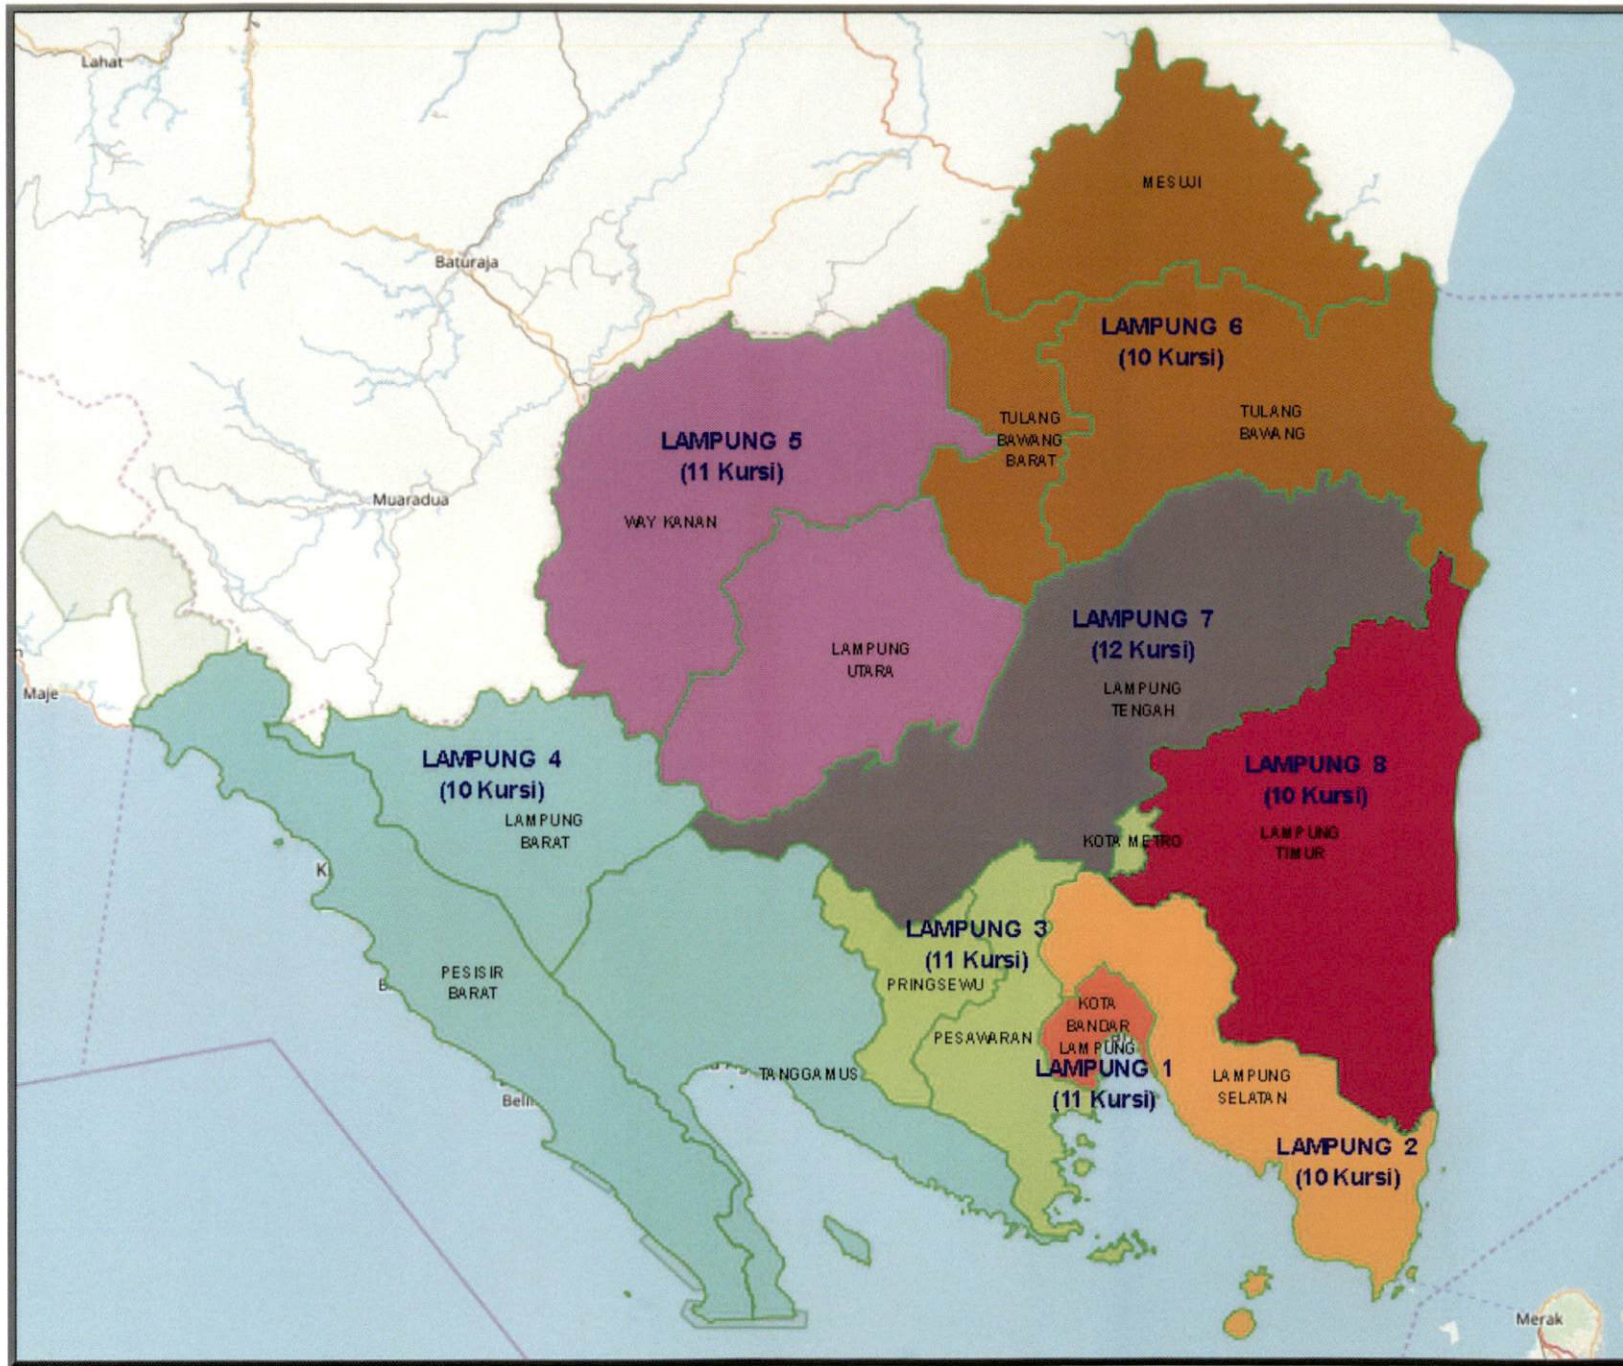 Lahat
MESUJI
Baturaja
LAMPUNG 6
(10 Kursi)
TULANG
BAWANG
BARAT
TULANG
BAWANG
LAMPUNG 5
(11 Kursi)
Muaradua
WAY KANAN
LAMPUNG 7
(12 Kursi)
LAMPUNG
UTARA
LAMPUNG
TENGAH
Maje
LAMPUNG 4
(10 Kursi)
LAMPUNG
BARAT
LAMPUNG 8
(10 Kursi)
LAMPUNG
TIMUR
KOTA METRO
K
LAMPUNG 3
(11 Kursi)
PRINGSEWU
PESISIR
BARAT
B
KOTA
BANDAR
LAMPUNG
PESAWARAN
LAMPUNG 1
(11 Kursi)
TANGGAMUS
LAMPUNG
SELATAN
LAMPUNG 2
(10 Kursi)
Merak